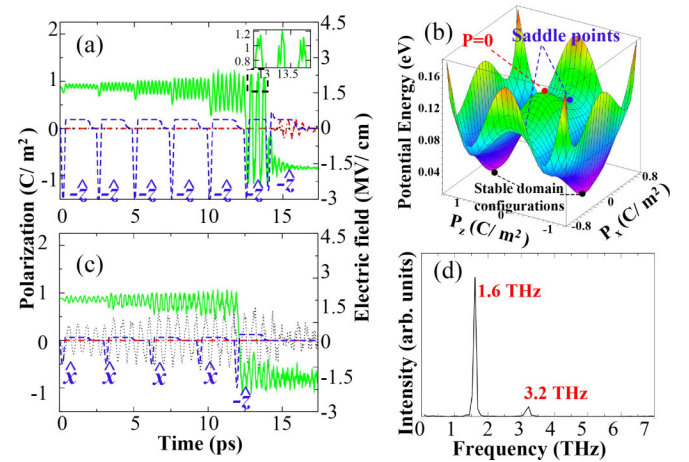 (a)
Polarization (C/ m²)
2
1
0
-1
1.2
1
0.8
13
13.5
-ẑ
-ẑ
-ẑ
-ẑ
-ẑ
-ẑ
-ẑ
0
5
10
15
4.5
3
1.5
0
-1.5
-3
Electric field (MV/ cm)
(b)
P=0
Saddle points
Potential Energy (eV)
0.16
0.12
0.08
0.04
Stable domain
configurations
1
0
-1
P_z (C/ m²)
-0.8
0
0.8
P_x (C/ m²)
(c)
2
1
0
-1
x̂
x̂
x̂
x̂
-ẑ
0
5
10
15
4.5
3
1.5
0
-1.5
-3
Time (ps)
(d)
Intensity (arb. units)
1.6 THz
3.2 THz
0
1
2
3
4
5
6
7
Frequency (THz)